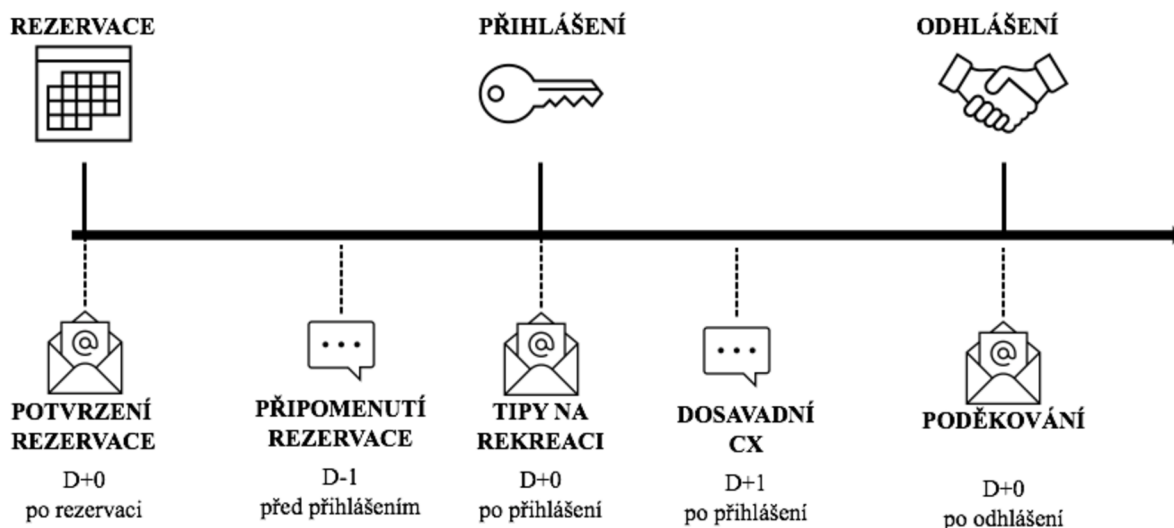 REZERVACE
PŘIHLÁŠENÍ
ODHLÁŠENÍ
@
@
@
POTVRZENÍ
REZERVACE
D+0
po rezervaci
PŘIPOMENUTÍ
REZERVACE
D-1
před přihlášením
TIPY NA
REKREACI
D+0
po přihlášení
DOSAVADNÍ
CX
D+1
po přihlášení
PODĚKOVÁNÍ
D+0
po odhlášení